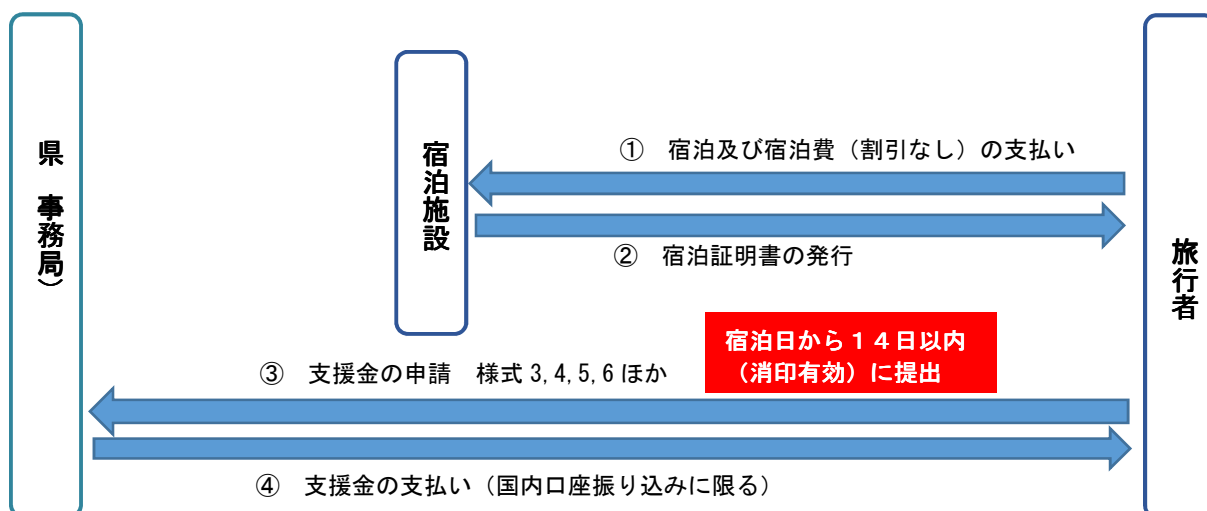 県　事務局）
宿泊施設
旅行者
①　宿泊及び宿泊費（割引なし）の支払い
②　宿泊証明書の発行
宿泊日から１４日以内
（消印有効）に提出
③　支援金の申請　様式 3, 4, 5, 6 ほか
④　支援金の支払い（国内口座振り込みに限る）